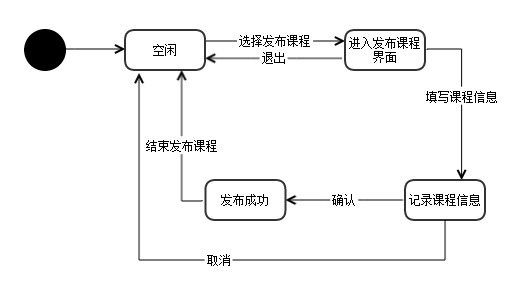 选择发布课程
空闲
进入发布课程
界面
退出
填写课程信息
结束发布课程
发布成功
确认
记录课程信息
取消